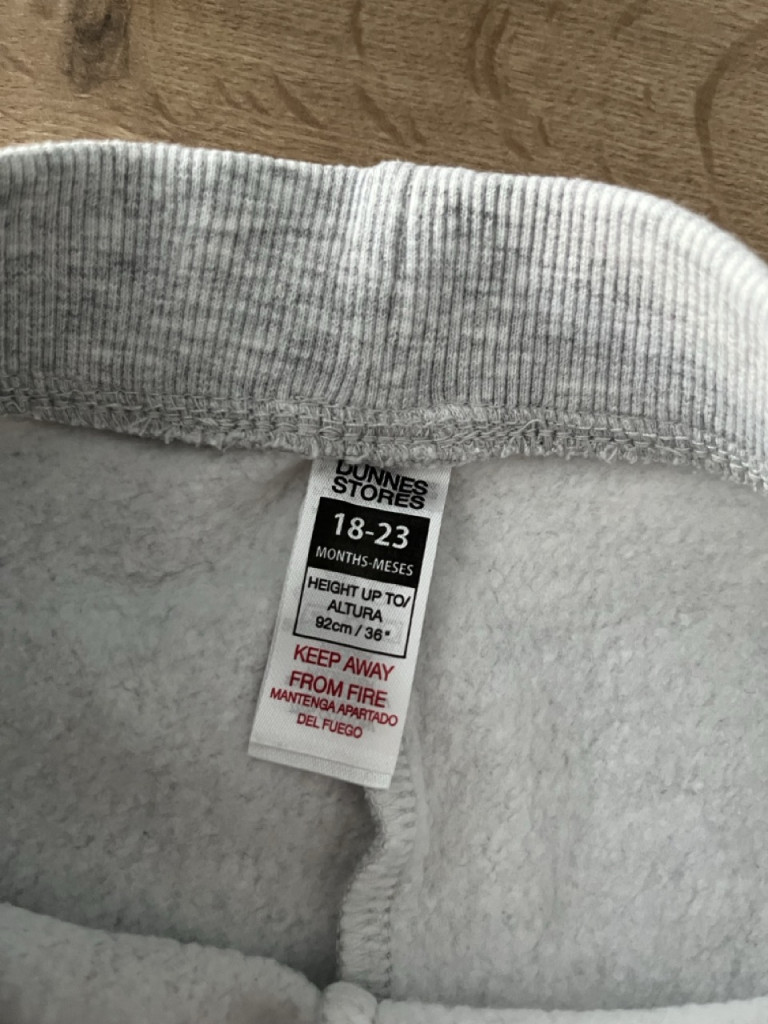 DUNNES
STORES
18-23
MONTHS-MESES
HEIGHT UP TO/
ALTURA
92cm / 36"
KEEP AWAY
FROM FIRE
MANTENGA APARTADO
DEL FUEGO